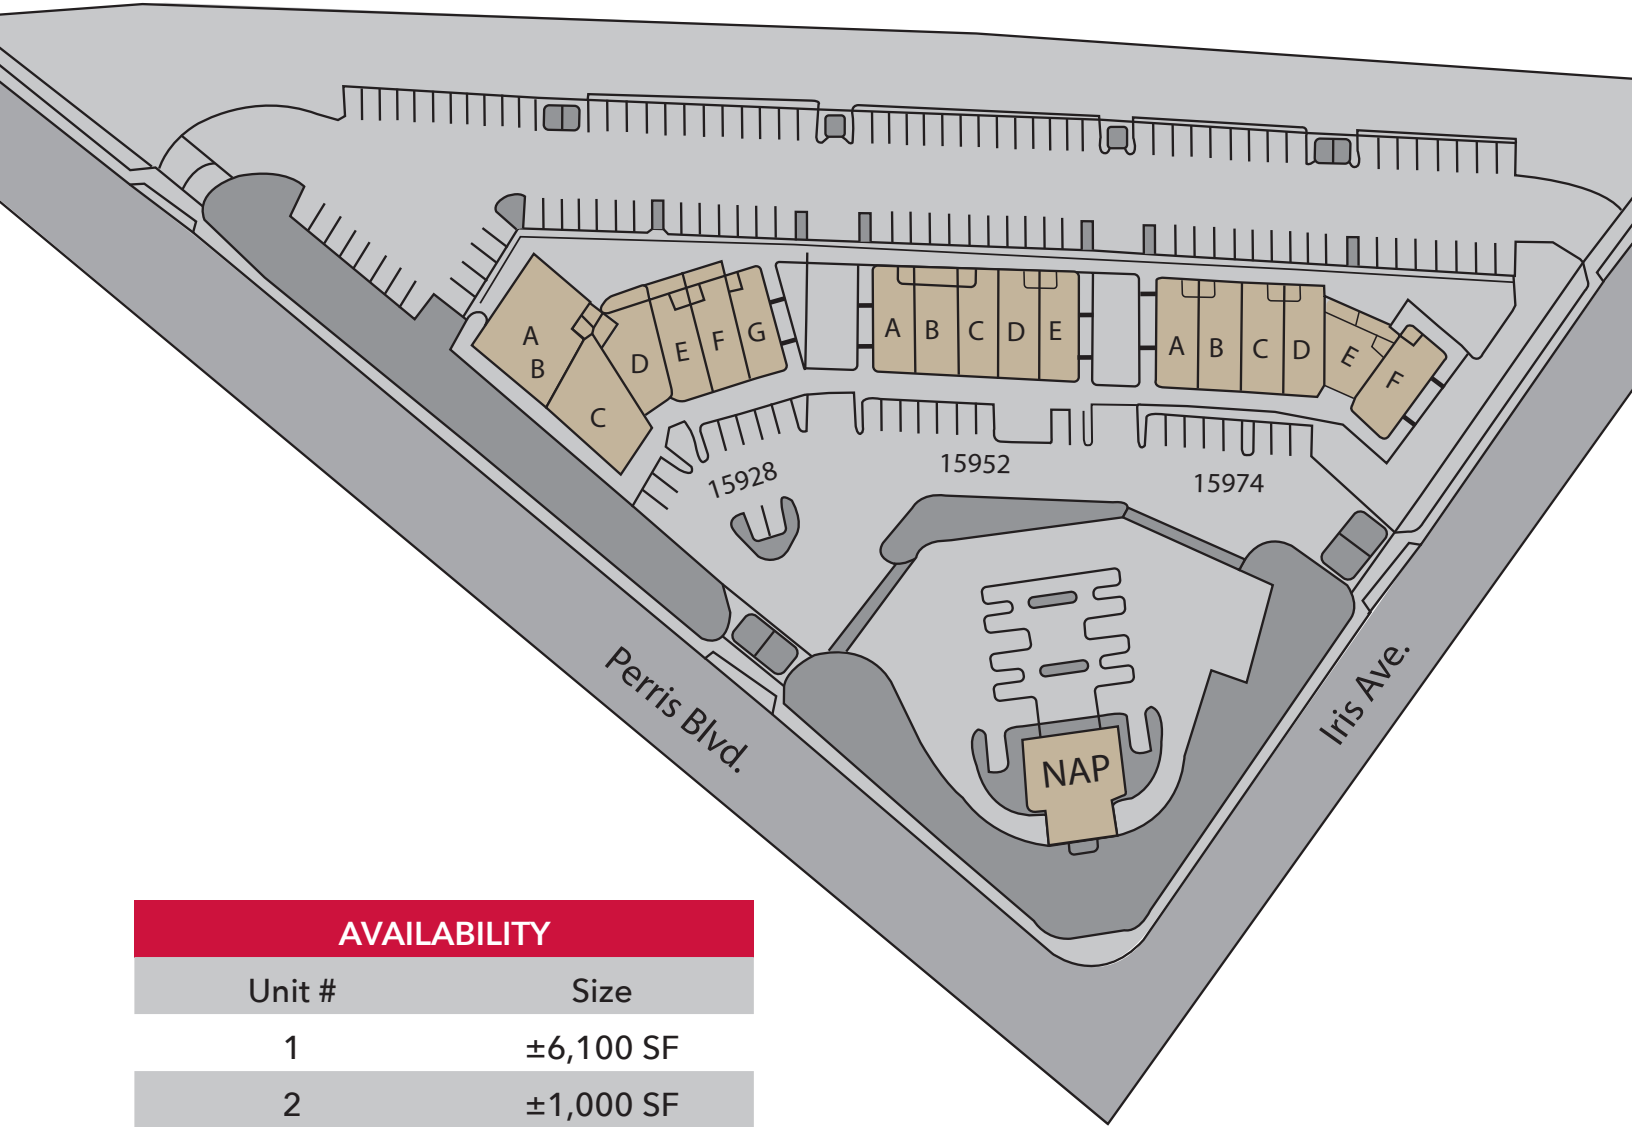 A
B
C
D
E
F
G
A
B
C
D
E
A
B
C
D
E
F
15928
15952
15974
Perris Blvd.
Iris Ave.
NAP
AVAILABILITY
Unit # Size
1 ±6,100 SF
2 ±1,000 SF